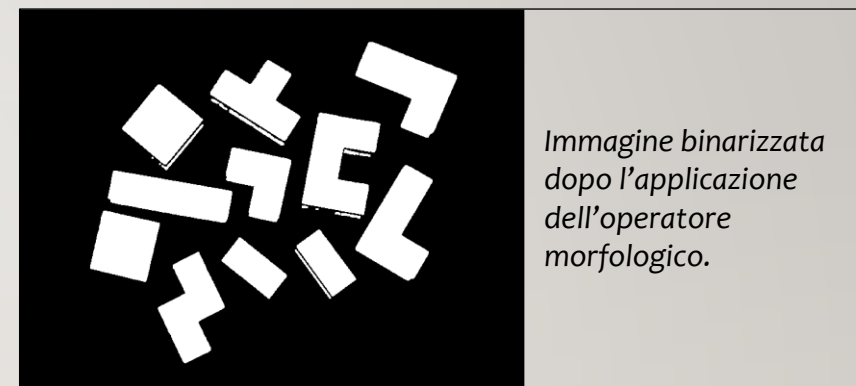 Immagine binarizzata
dopo l’applicazione
dell’operatore
morfologico.